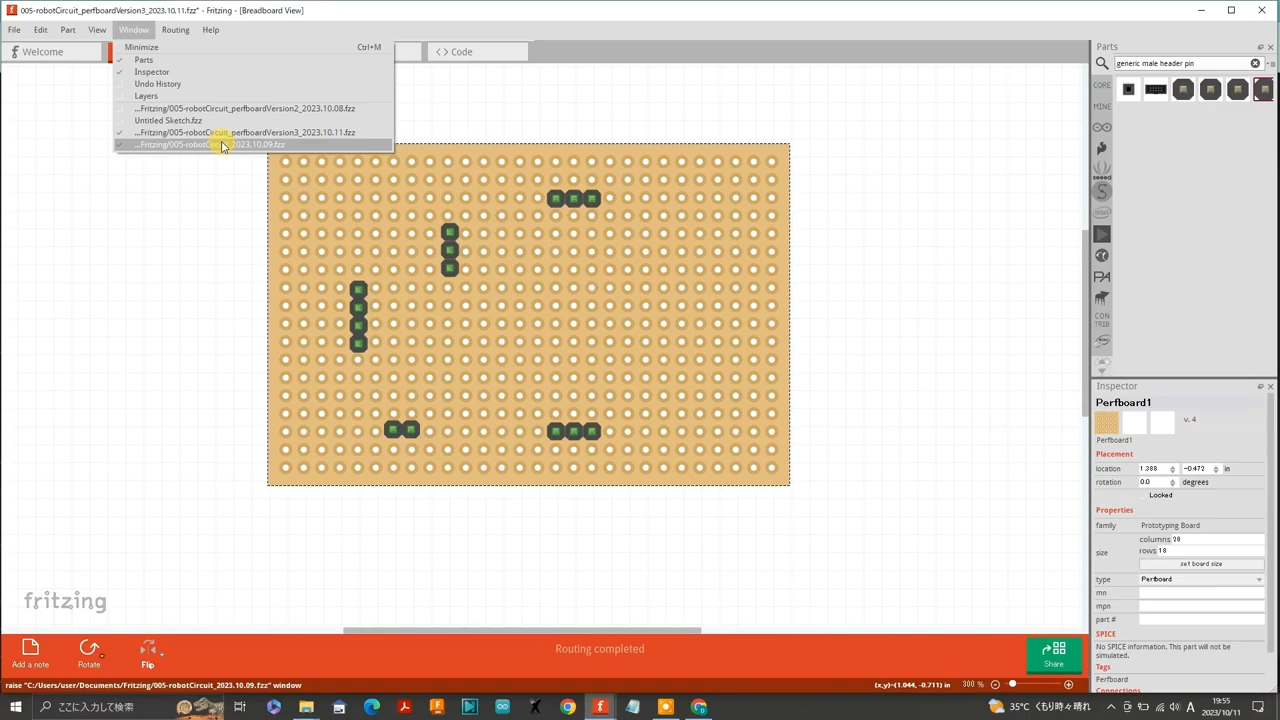 005-robotCircuit_perfboardVersion3_2023.10.11.fzz* - Fritzing - [Breadboard View]
File Edit Part View Window Routing Help
Welcome
<> Code
Minimize Ctrl+M
Parts
Inspector
Undo History
Layers
...Fritzing/005-robotCircuit_perfboardVersion2_2023.10.08.fzz
Untitled Sketch.fzz
...Fritzing/005-robotCircuit_perfboardVersion3_2023.10.11.fzz
...Fritzing/005-robotCircuit_2023.10.09.fzz
Parts
generic male header pin
CORE
MINE
seeed
PA
CON
TRIB
Inspector
Perfboard1
v. 4
Perfboard1
Placement
location 1.388 -0.472 in
rotation 0.0 degrees
Locked
Properties
family Prototyping Board
size
columns 28
rows 18
set board size
type Perfboard
mn
mpn
part #
SPICE
No SPICE information. This part will not be
simulated.
Tags
Perfboard
Connections
fritzing
Add a note
Rotate
Flip
Routing completed
Share
raise "C:/Users/user/Documents/Fritzing/005-robotCircuit_2023.10.09.fzz" window
(x,y)=(1.044, -0.711) in 300 %
ここに入力して検索
35°C くもり時々晴れ
19:55
2023/10/11